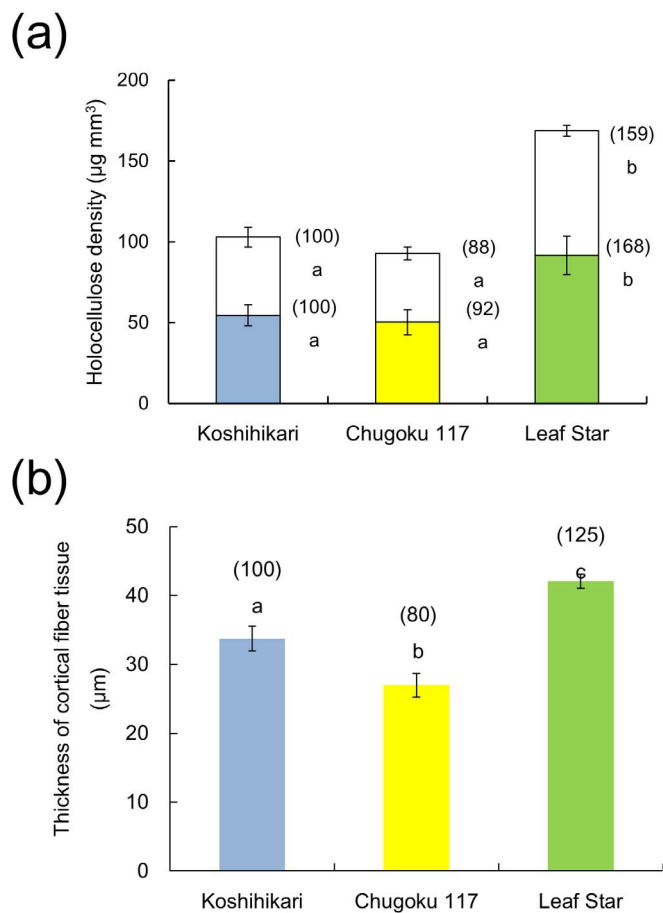 (a)
Holocellulose density (µg mm³)
200
150
100
50
0
(100)
a
(100)
a
(88)
a
(92)
a
(159)
b
(168)
b
Koshihikari Chugoku 117 Leaf Star
(b)
Thickness of cortical fiber tissue
(µm)
50
40
30
20
10
0
(100)
a
(80)
b
(125)
c
Koshihikari Chugoku 117 Leaf Star